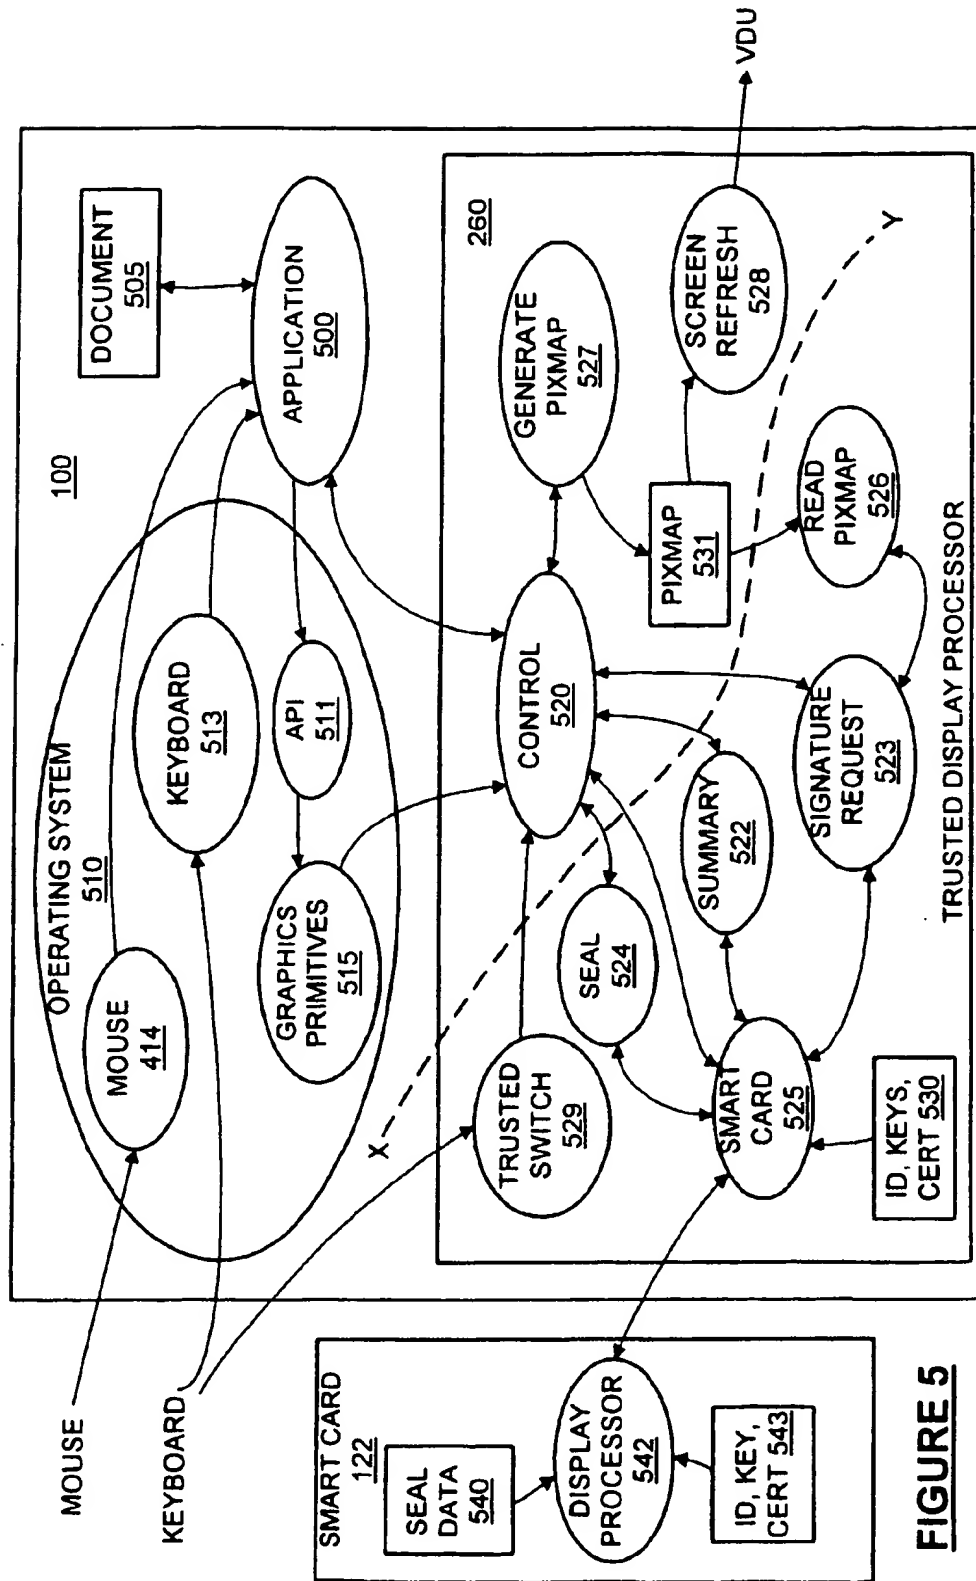 MOUSE
KEYBOARD
OPERATING SYSTEM
510
MOUSE
414
KEYBOARD
513
API
511
GRAPHICS
PRIMITIVES
515
100
DOCUMENT
505
APPLICATION
500
X
Y
260
TRUSTED
SWITCH
529
CONTROL
520
GENERATE
PIXMAP
527
PIXMAP
531
SCREEN
REFRESH
528
VDU
READ
PIXMAP
526
SEAL
524
SUMMARY
522
SIGNATURE
REQUEST
523
SMART
CARD
525
ID, KEYS,
CERT 530
TRUSTED DISPLAY PROCESSOR
SMART CARD
122
SEAL
DATA
540
DISPLAY
PROCESSOR
542
ID, KEY,
CERT 543
FIGURE 5